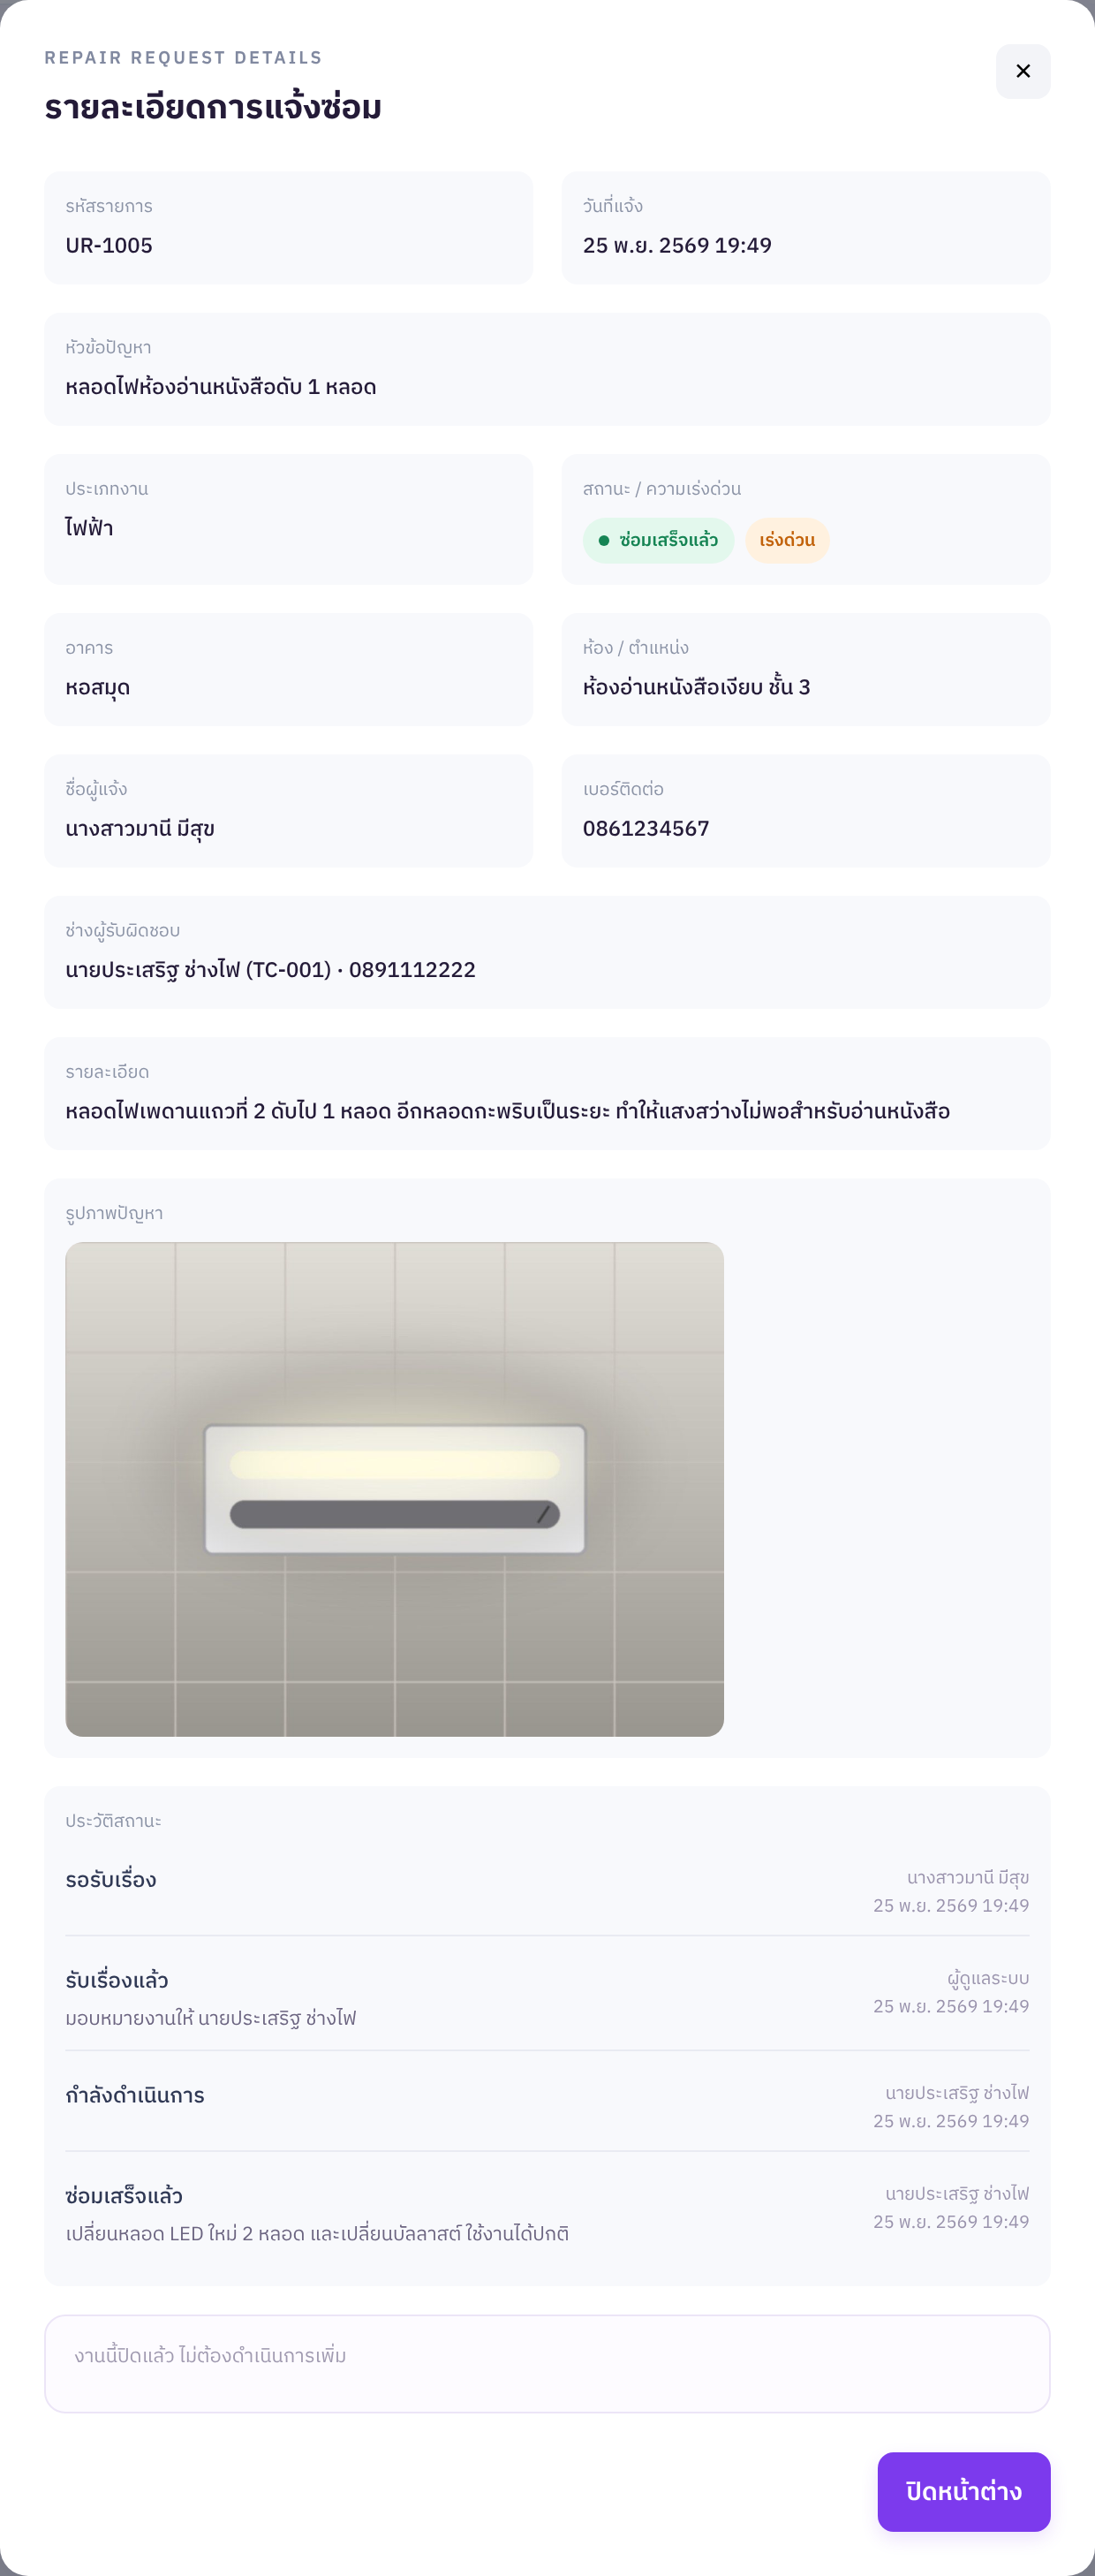 REPAIR REQUEST DETAILS
รายละเอียดการแจ้งซ่อม
✕
รหัสรายการ
UR-1005
วันที่แจ้ง
25 พ.ย. 2569 19:49
หัวข้อปัญหา
หลอดไฟห้องอ่านหนังสือดับ 1 หลอด
ประเภทงาน
ไฟฟ้า
สถานะ / ความเร่งด่วน
ซ่อมเสร็จแล้ว เร่งด่วน
อาคาร
หอสมุด
ห้อง / ตำแหน่ง
ห้องอ่านหนังสือเงียบ ชั้น 3
ชื่อผู้แจ้ง
นางสาวมานี มีสุข
เบอร์ติดต่อ
0861234567
ช่างผู้รับผิดชอบ
นายประเสริฐ ช่างไฟ (TC-001) · 0891112222
รายละเอียด
หลอดไฟเพดานแถวที่ 2 ดับไป 1 หลอด อีกหลอดกะพริบเป็นระยะ ทำให้แสงสว่างไม่พอสำหรับอ่านหนังสือ
รูปภาพปัญหา
ประวัติสถานะ
รอรับเรื่อง
นางสาวมานี มีสุข
25 พ.ย. 2569 19:49
รับเรื่องแล้ว
มอบหมายงานให้ นายประเสริฐ ช่างไฟ
ผู้ดูแลระบบ
25 พ.ย. 2569 19:49
กำลังดำเนินการ
นายประเสริฐ ช่างไฟ
25 พ.ย. 2569 19:49
ซ่อมเสร็จแล้ว
เปลี่ยนหลอด LED ใหม่ 2 หลอด และเปลี่ยนบัลลาสต์ ใช้งานได้ปกติ
นายประเสริฐ ช่างไฟ
25 พ.ย. 2569 19:49
งานนี้ปิดแล้ว ไม่ต้องดำเนินการเพิ่ม
ปิดหน้าต่าง